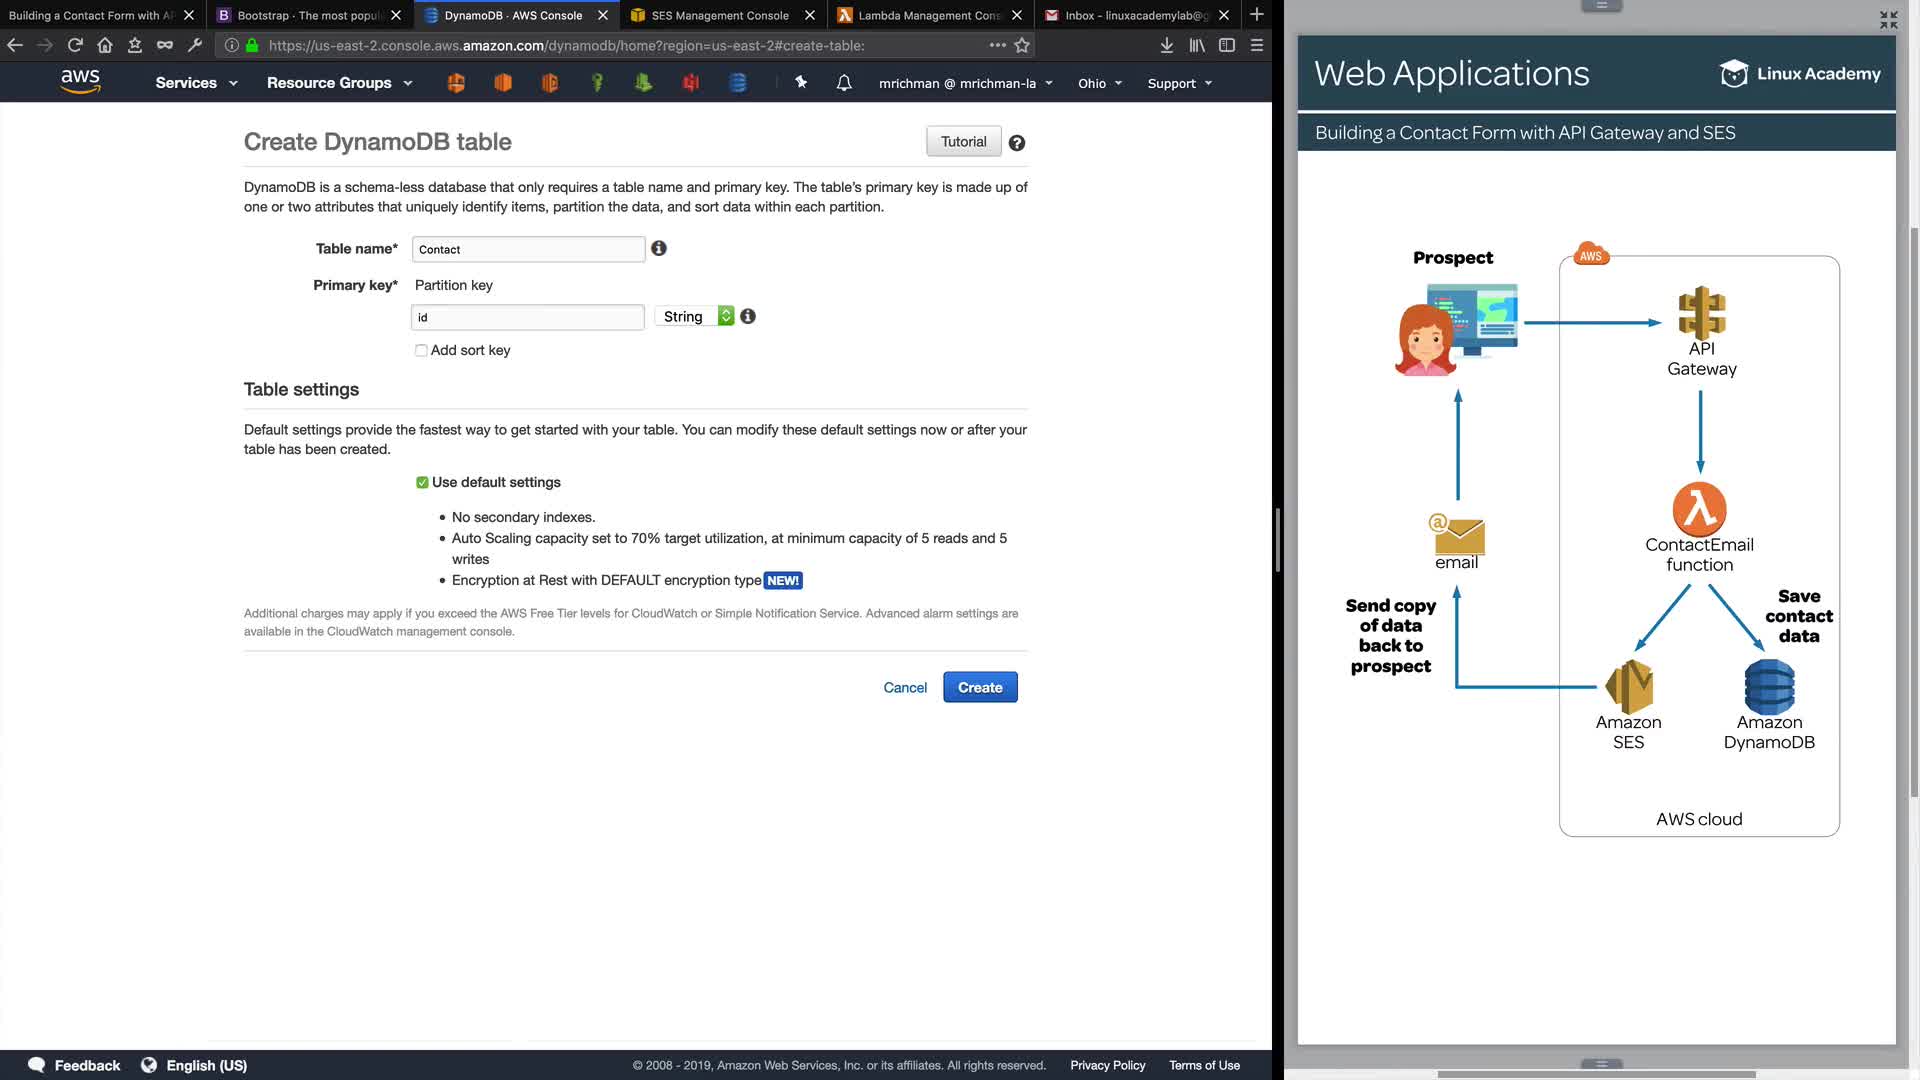 Building a Contact Form with AP
Bootstrap · The most popul
DynamoDB · AWS Console
SES Management Console
Lambda Management Con
Inbox - linuxacademylab@g
https://us-east-2.console.aws.amazon.com/dynamodb/home?region=us-east-2#create-table:
aws
Services
Resource Groups
mrichman @ mrichman-la
Ohio
Support
Create DynamoDB table
Tutorial
DynamoDB is a schema-less database that only requires a table name and primary key. The table's primary key is made up of
one or two attributes that uniquely identify items, partition the data, and sort data within each partition.
Table name* Contact
Primary key* Partition key
id String
Add sort key
Table settings
Default settings provide the fastest way to get started with your table. You can modify these default settings now or after your
table has been created.
Use default settings
No secondary indexes.
Auto Scaling capacity set to 70% target utilization, at minimum capacity of 5 reads and 5
writes
Encryption at Rest with DEFAULT encryption type NEW!
Additional charges may apply if you exceed the AWS Free Tier levels for CloudWatch or Simple Notification Service. Advanced alarm settings are
available in the CloudWatch management console.
Cancel
Create
Feedback
English (US)
© 2008 - 2019, Amazon Web Services, Inc. or its affiliates. All rights reserved.
Privacy Policy
Terms of Use
Web Applications
Linux Academy
Building a Contact Form with API Gateway and SES
Prospect
AWS
API
Gateway
ContactEmail
function
email
Send copy
of data
back to
prospect
Save
contact
data
Amazon
SES
Amazon
DynamoDB
AWS cloud